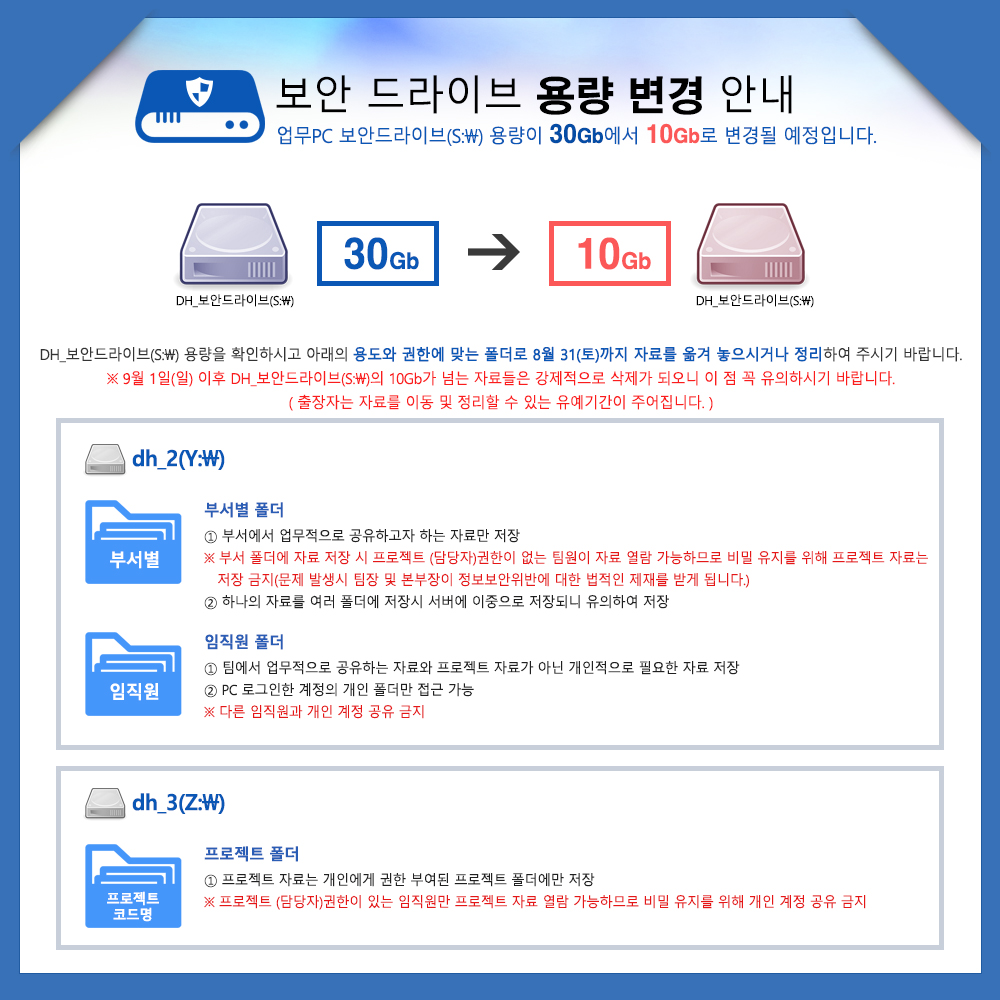 보안 드라이브 용량 변경 안내
업무PC 보안드라이브(S:₩) 용량이 30Gb에서 10Gb로 변경될 예정입니다.
30Gb
10Gb
DH_보안드라이브(S:₩)
DH_보안드라이브(S:₩)
DH_보안드라이브(S:₩) 용량을 확인하시고 아래의 용도와 권한에 맞는 폴더로 8월 31(토)까지 자료를 옮겨 놓으시거나 정리하여 주시기 바랍니다.
※ 9월 1일(일) 이후 DH_보안드라이브(S:₩)의 10Gb가 넘는 자료들은 강제적으로 삭제가 되오니 이 점 꼭 유의하시기 바랍니다.
( 출장자는 자료를 이동 및 정리할 수 있는 유예기간이 주어집니다. )
dh_2(Y:₩)
부서별
부서별 폴더
① 부서에서 업무적으로 공유하고자 하는 자료만 저장
※ 부서 폴더에 자료 저장 시 프로젝트 (담당자)권한이 없는 팀원이 자료 열람 가능하므로 비밀 유지를 위해 프로젝트 자료는
저장 금지(문제 발생시 팀장 및 본부장이 정보보안위반에 대한 법적인 제재를 받게 됩니다.)
② 하나의 자료를 여러 폴더에 저장시 서버에 이중으로 저장되니 유의하여 저장
임직원
임직원 폴더
① 팀에서 업무적으로 공유하는 자료와 프로젝트 자료가 아닌 개인적으로 필요한 자료 저장
② PC 로그인한 계정의 개인 폴더만 접근 가능
※ 다른 임직원과 개인 계정 공유 금지
dh_3(Z:₩)
프로젝트
코드명
프로젝트 폴더
① 프로젝트 자료는 개인에게 권한 부여된 프로젝트 폴더에만 저장
※ 프로젝트 (담당자)권한이 있는 임직원만 프로젝트 자료 열람 가능하므로 비밀 유지를 위해 개인 계정 공유 금지